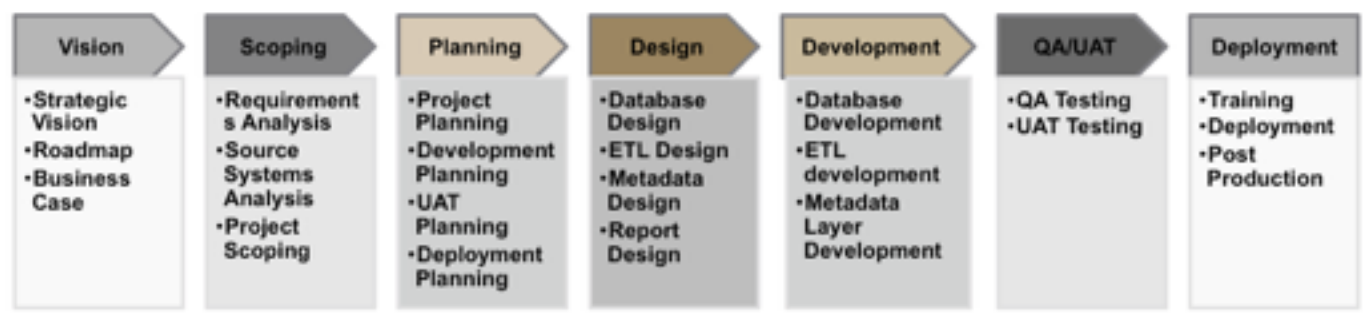 Vision
•Strategic
Vision
•Roadmap
•Business
Case
Scoping
•Requirement
s Analysis
•Source
Systems
Analysis
•Project
Scoping
Planning
•Project
Planning
•Development
Planning
•UAT
Planning
•Deployment
Planning
Design
•Database
Design
•ETL Design
•Metadata
Design
•Report
Design
Development
•Database
Development
•ETL
development
•Metadata
Layer
Development
QA/UAT
•QA Testing
•UAT Testing
Deployment
•Training
•Deployment
•Post
Production